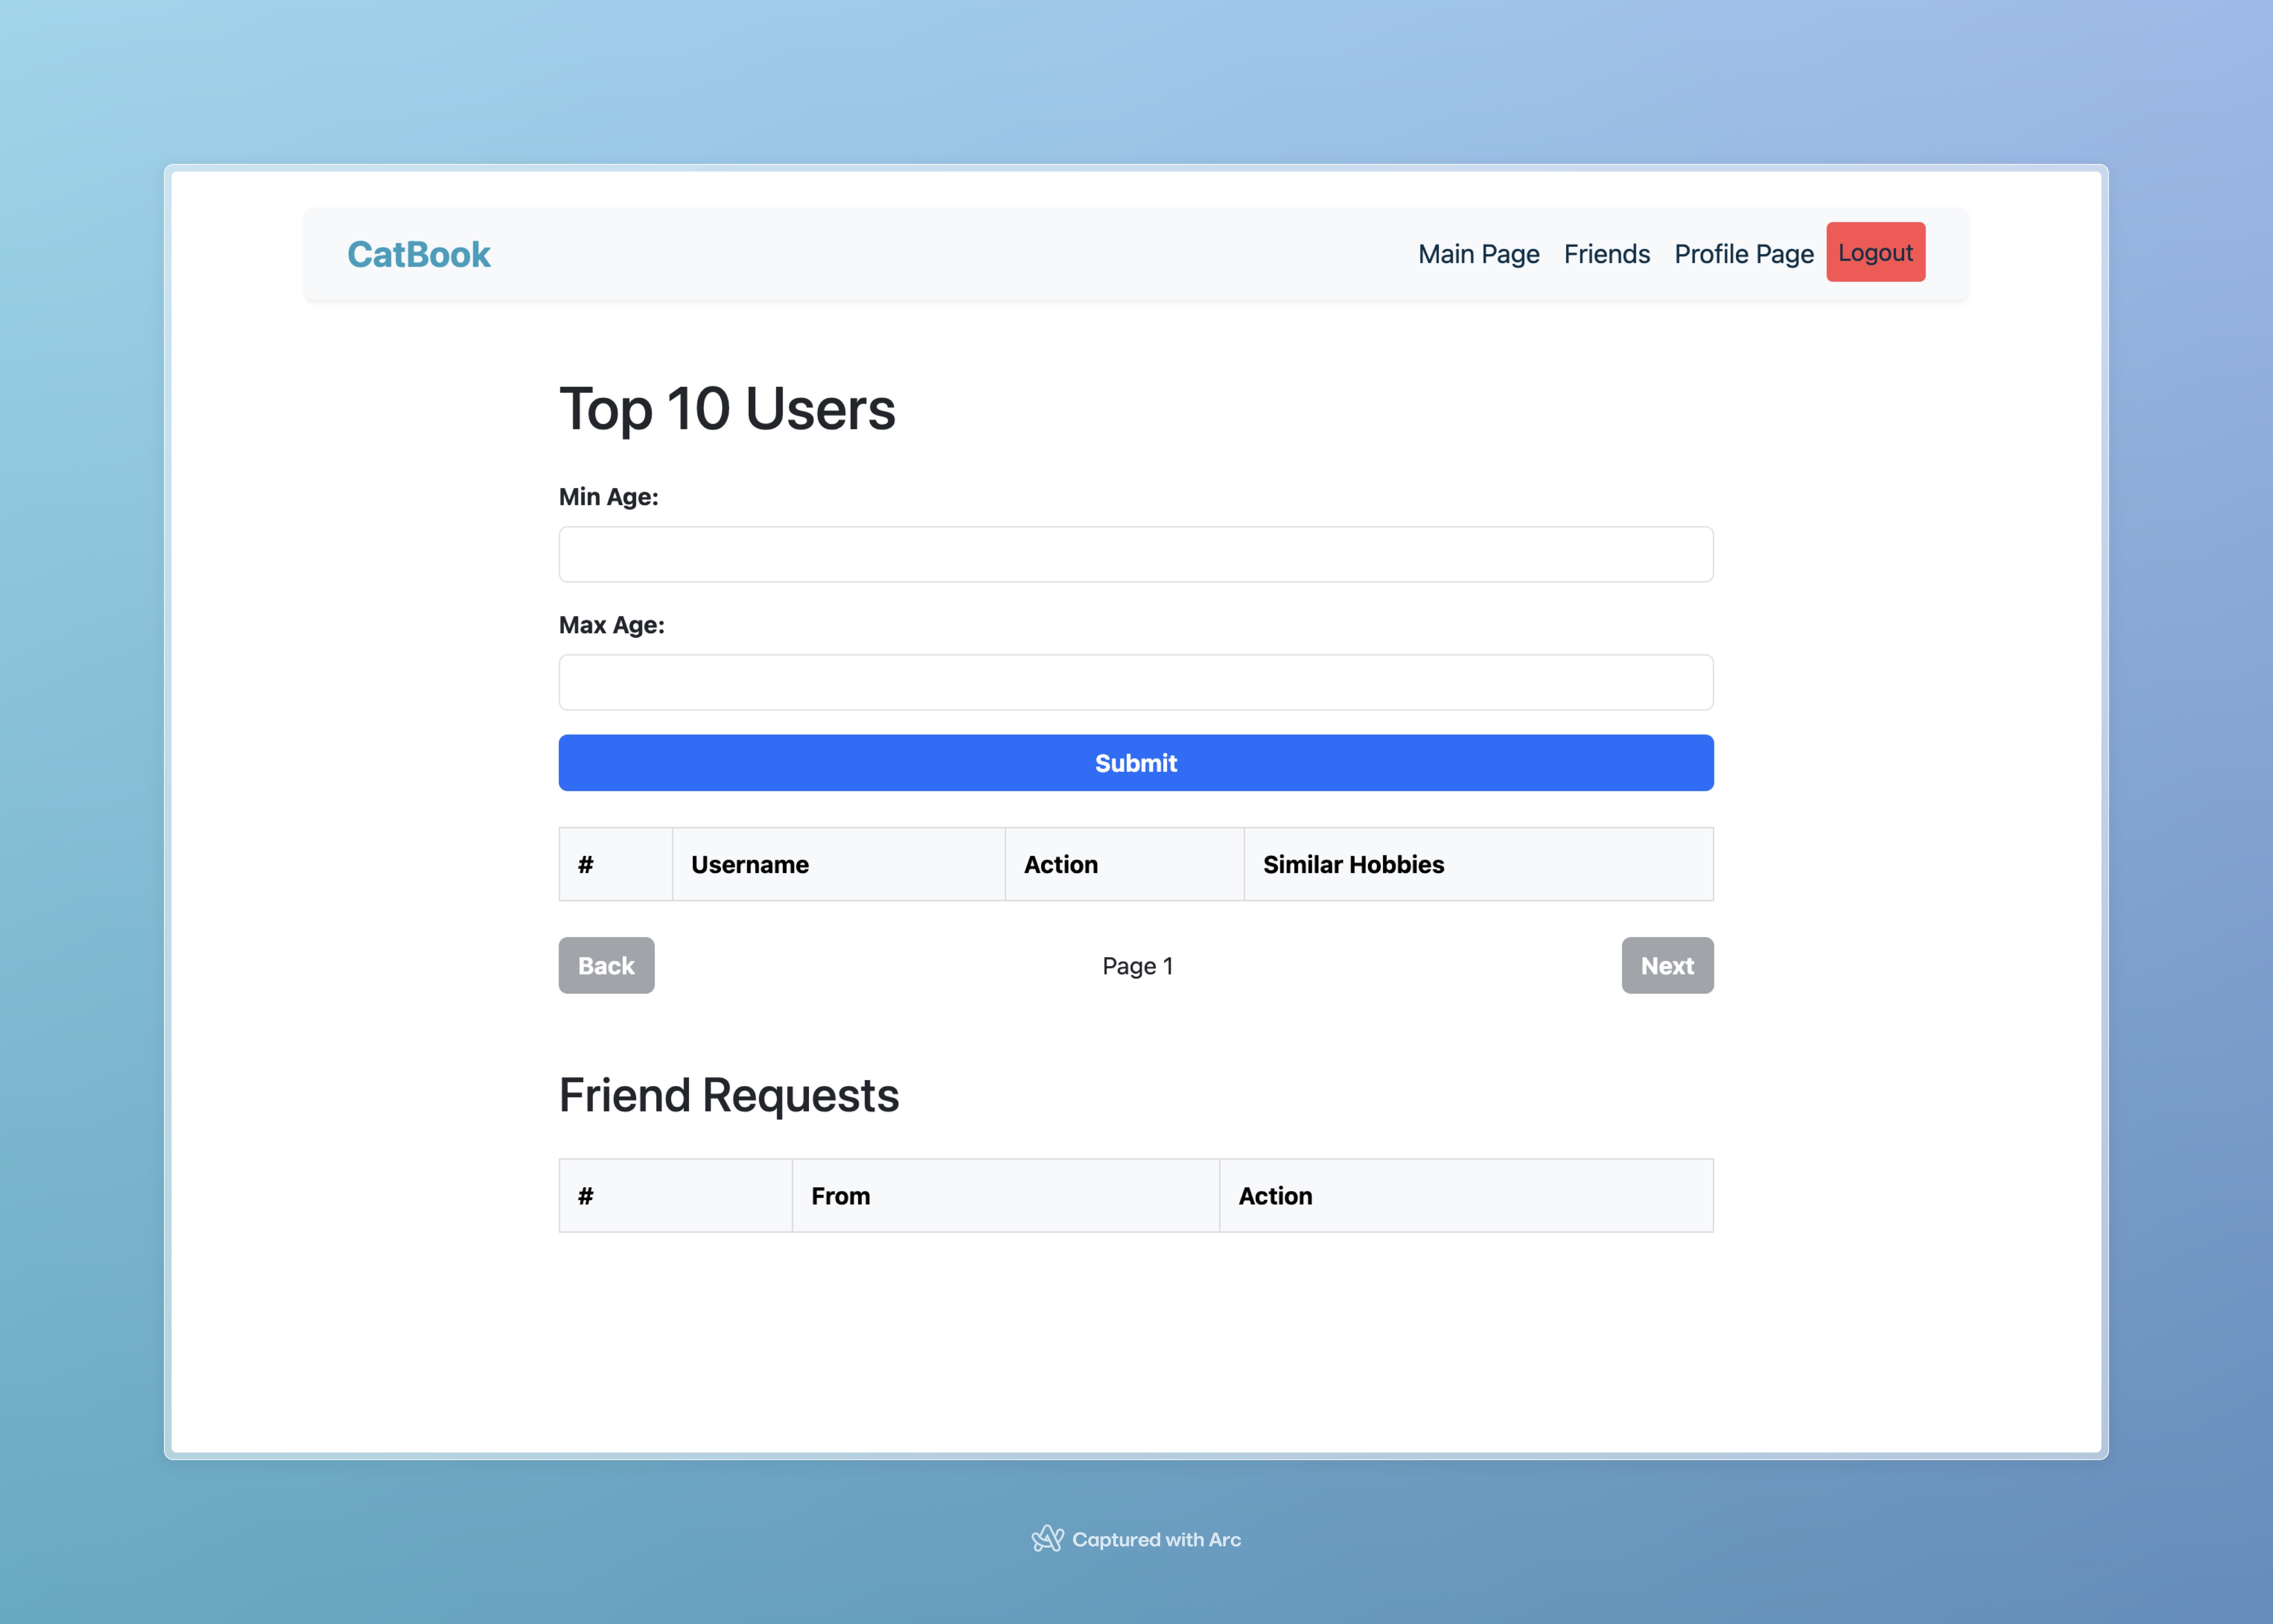 CatBook
Main Page Friends Profile Page Logout
Top 10 Users
Min Age:
Max Age:
Submit
# Username Action Similar Hobbies
Back Page 1 Next
Friend Requests
# From Action
Captured with Arc